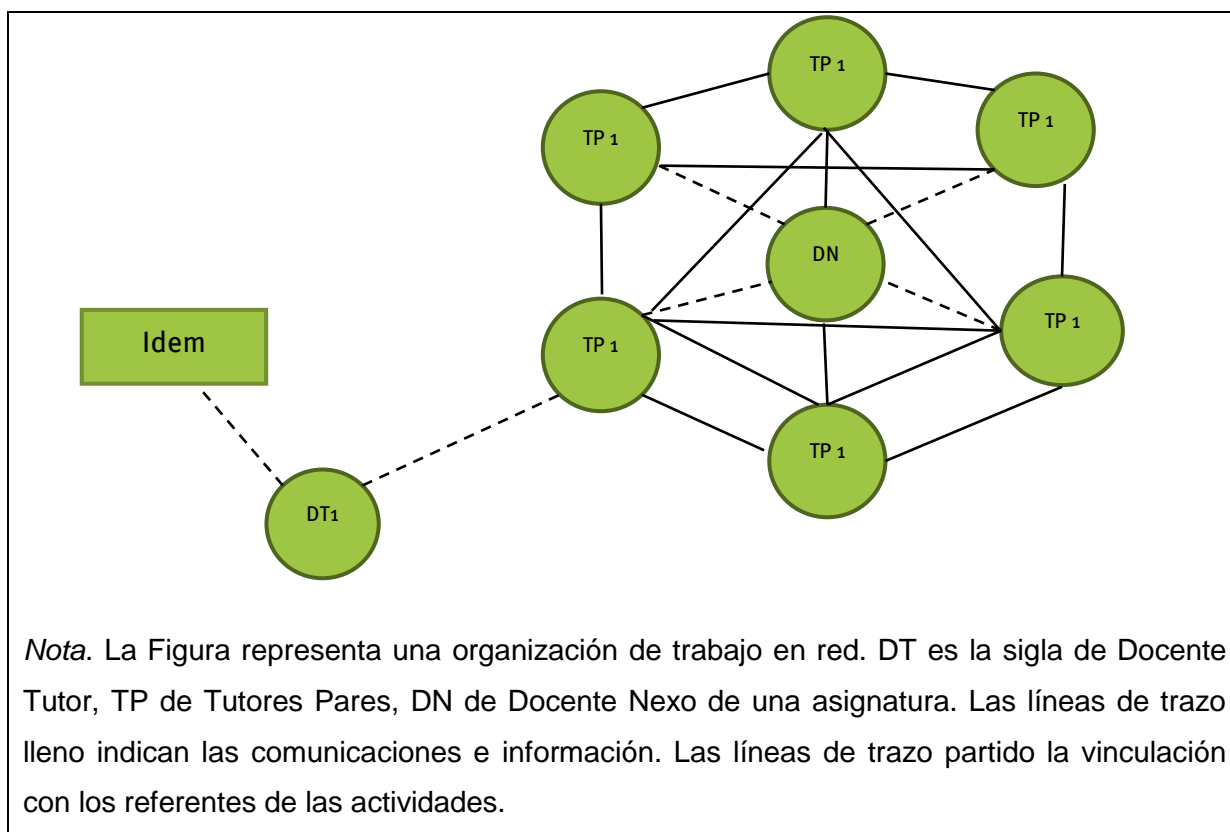 TP 1
TP 1
TP 1
DN
Idem
TP 1
TP 1
TP 1
DT1
Nota. La Figura representa una organización de trabajo en red. DT es la sigla de Docente
Tutor, TP de Tutores Pares, DN de Docente Nexo de una asignatura. Las líneas de trazo
lleno indican las comunicaciones e información. Las líneas de trazo partido la vinculación
con los referentes de las actividades.